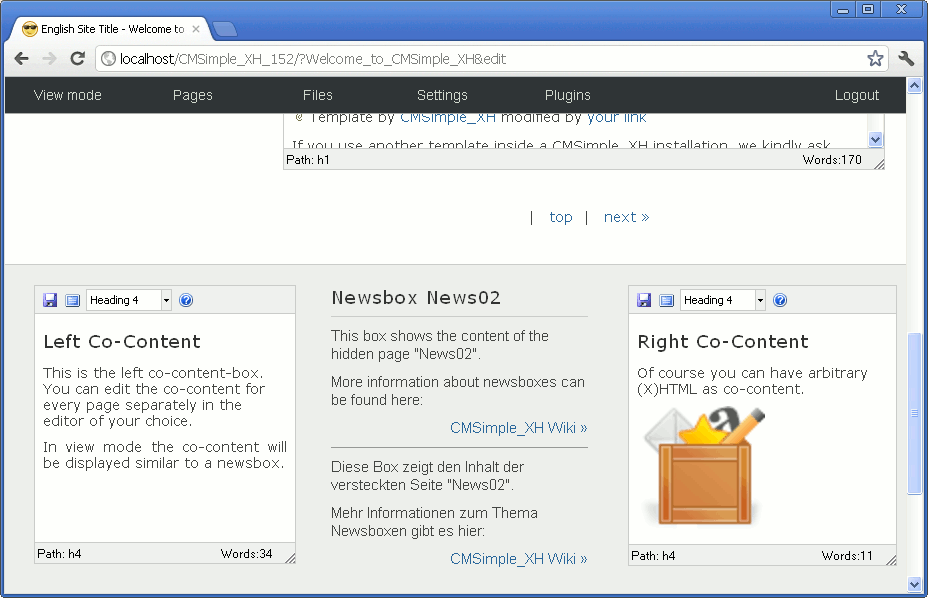 English Site Title - Welcome to
localhost/CMSimple_XH_152/?Welcome_to_CMSimple_XH&edit
View mode Pages Files Settings Plugins Logout
Template by CMSimple_XH modified by your link
If you use another template inside a CMSimple_XH installation, we kindly ask
Path: h1 Words:170
| top | next »
Heading 4
Left Co-Content
This is the left co-content-box.
You can edit the co-content for
every page separately in the
editor of your choice.
In view mode the co-content will
be displayed similar to a newsbox.
Path: h4 Words:34
Newsbox News02
This box shows the content of the
hidden page "News02".
More information about newsboxes can
be found here:
CMSimple_XH Wiki »
Diese Box zeigt den Inhalt der
versteckten Seite "News02".
Mehr Informationen zum Thema
Newsboxen gibt es hier:
CMSimple_XH Wiki »
Heading 4
Right Co-Content
Of course you can have arbitrary
(X)HTML as co-content.
Path: h4 Words:11